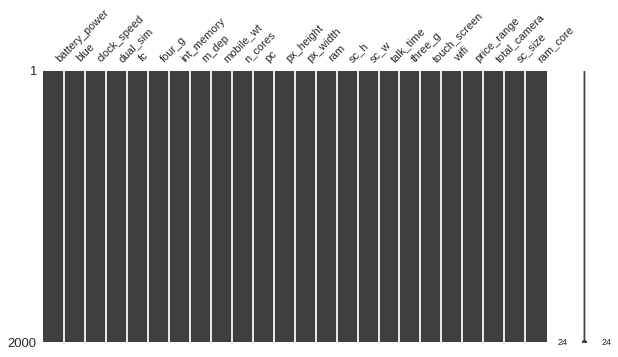 battery_power
blue
clock_speed
dual_sim
fc
four_g
int_memory
m_dep
mobile_wt
n_cores
pc
px_height
px_width
ram
sc_h
sc_w
talk_time
three_g
touch_screen
wifi
price_range
total_camera
sc_size
ram_core
1
2000
24 24